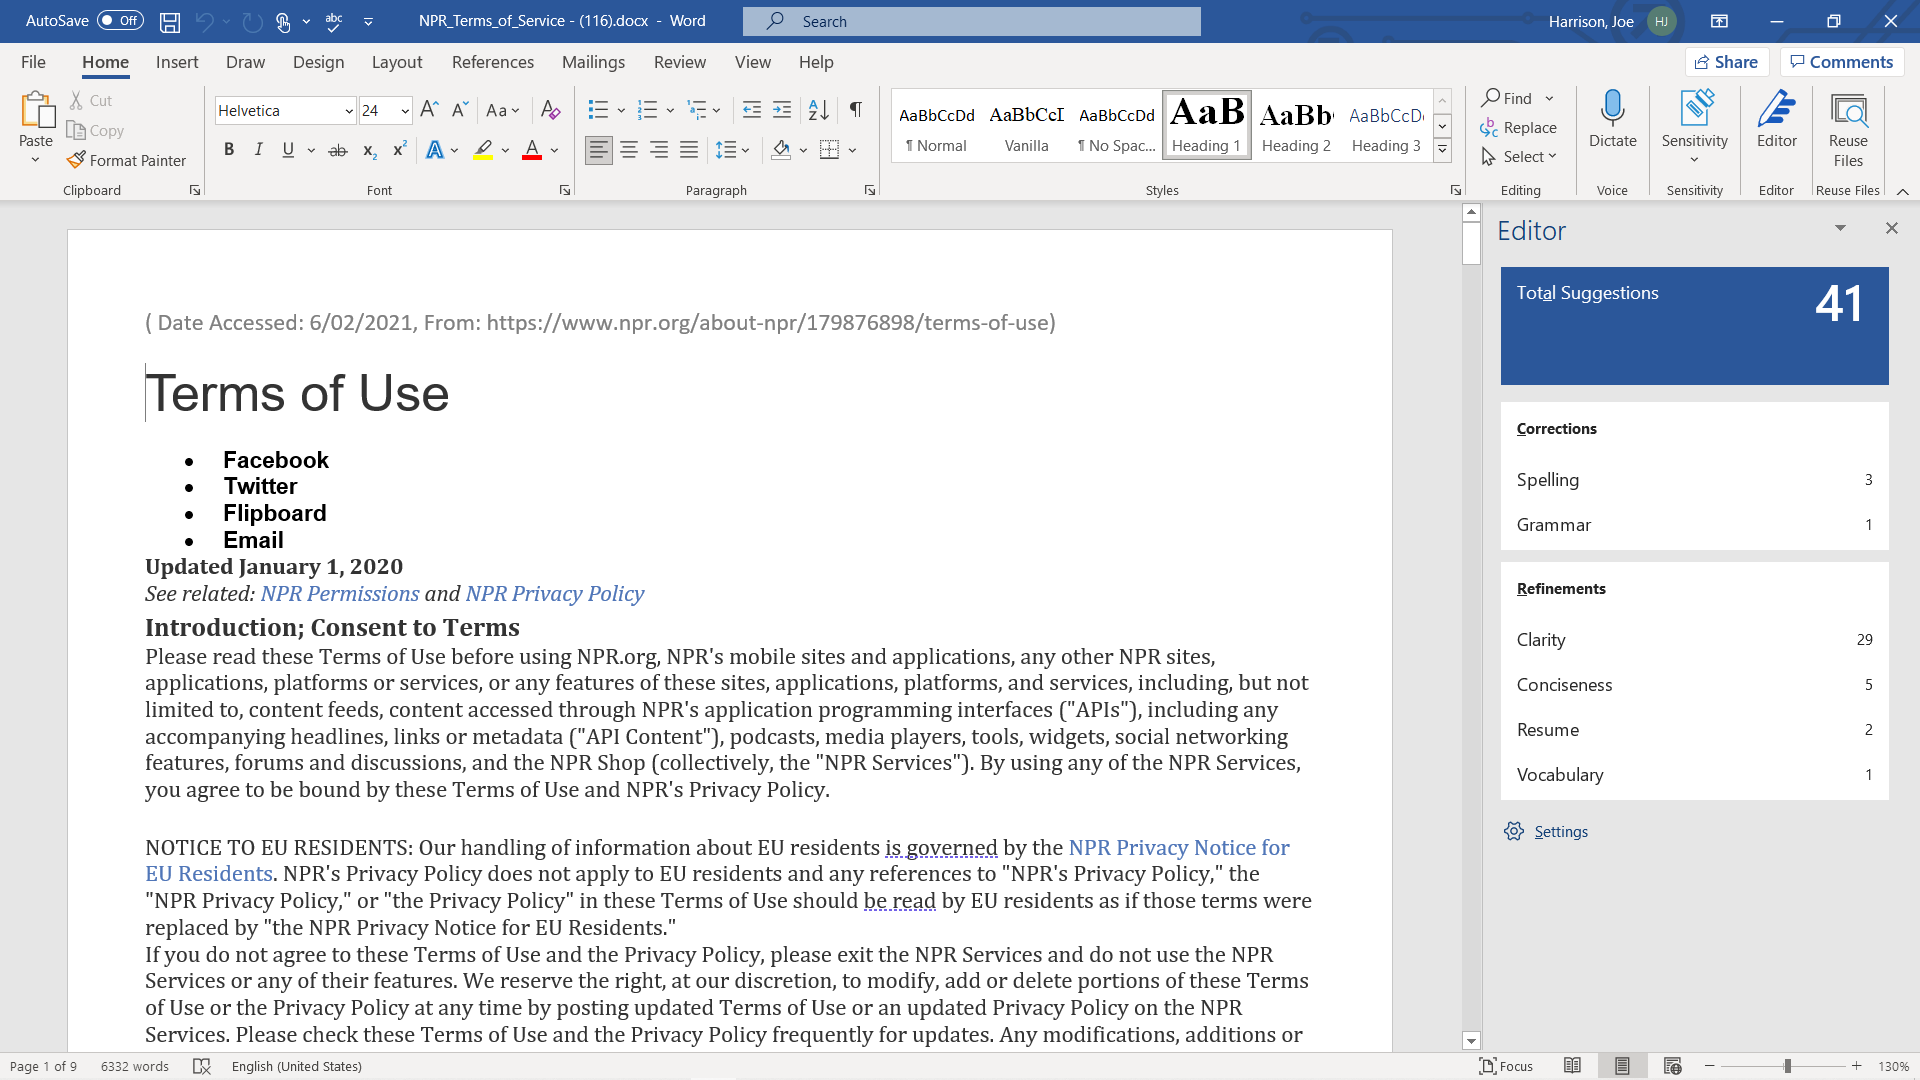 AutoSave Off NPR_Terms_of_Service - (116).docx - Word Search Harrison, Joe HJ
File Home Insert Draw Design Layout References Mailings Review View Help Share Comments
Paste Cut Copy Format Painter Clipboard
Helvetica 24 Aa B I U ab x₂ x² A A Font
Paragraph
AaBbCcDd AaBbCcI AaBbCcDd AaB AaBb AaBbCcD
¶ Normal Vanilla ¶ No Spac... Heading 1 Heading 2 Heading 3
Styles
Find Replace Select Editing
Dictate Voice
Sensitivity Sensitivity
Editor Editor
Reuse Files Reuse Files
( Date Accessed: 6/02/2021, From: https://www.npr.org/about-npr/179876898/terms-of-use)
Terms of Use
• Facebook
• Twitter
• Flipboard
• Email
Updated January 1, 2020
See related: NPR Permissions and NPR Privacy Policy
Introduction; Consent to Terms
Please read these Terms of Use before using NPR.org, NPR's mobile sites and applications, any other NPR sites,
applications, platforms or services, or any features of these sites, applications, platforms, and services, including, but not
limited to, content feeds, content accessed through NPR's application programming interfaces ("APIs"), including any
accompanying headlines, links or metadata ("API Content"), podcasts, media players, tools, widgets, social networking
features, forums and discussions, and the NPR Shop (collectively, the "NPR Services"). By using any of the NPR Services,
you agree to be bound by these Terms of Use and NPR's Privacy Policy.
NOTICE TO EU RESIDENTS: Our handling of information about EU residents is governed by the NPR Privacy Notice for
EU Residents. NPR's Privacy Policy does not apply to EU residents and any references to "NPR's Privacy Policy," the
"NPR Privacy Policy," or "the Privacy Policy" in these Terms of Use should be read by EU residents as if those terms were
replaced by "the NPR Privacy Notice for EU Residents."
If you do not agree to these Terms of Use and the Privacy Policy, please exit the NPR Services and do not use the NPR
Services or any of their features. We reserve the right, at our discretion, to modify, add or delete portions of these Terms
of Use or the Privacy Policy at any time by posting updated Terms of Use or an updated Privacy Policy on the NPR
Services. Please check these Terms of Use and the Privacy Policy frequently for updates. Any modifications, additions or
Editor
Total Suggestions 41
Corrections
Spelling 3
Grammar 1
Refinements
Clarity 29
Conciseness 5
Resume 2
Vocabulary 1
Settings
Page 1 of 9 6332 words English (United States) Focus 130%